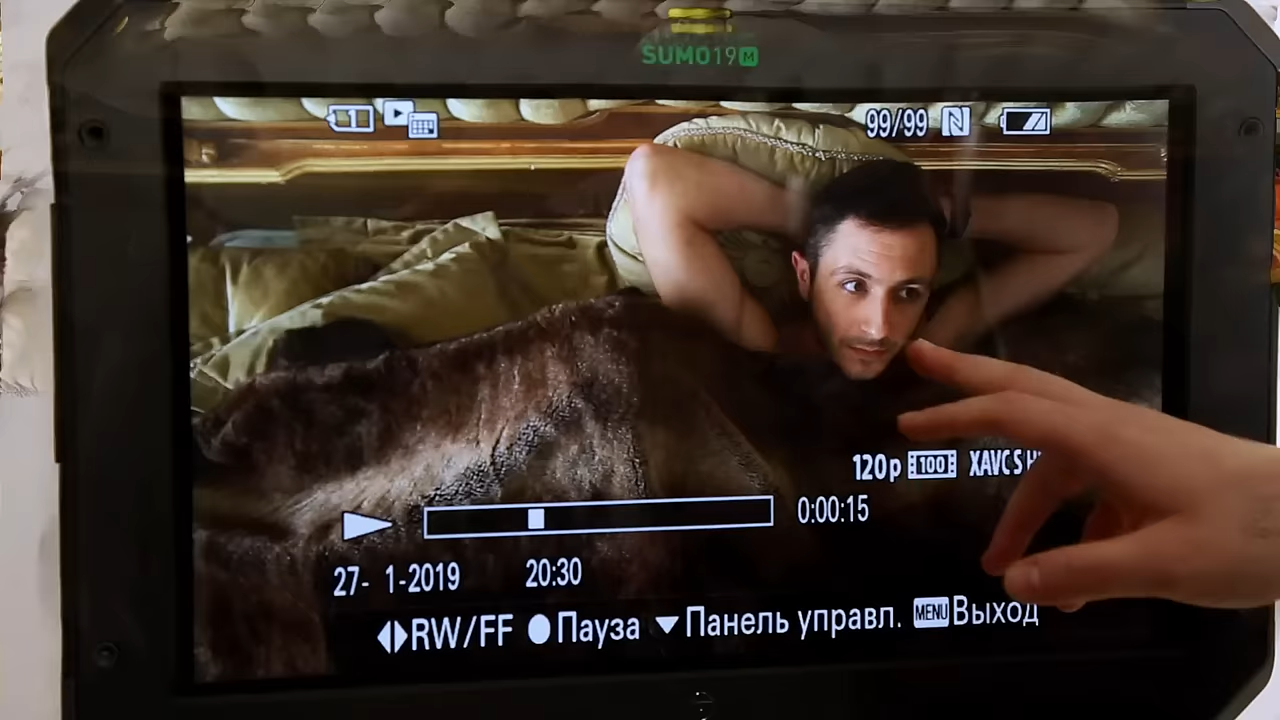 SUMO19M
1 99/99 N
120p 100 XAVC S
0:00:15
27- 1-2019 20:30
RW/FF Пауза Панель управл. MENU Выход